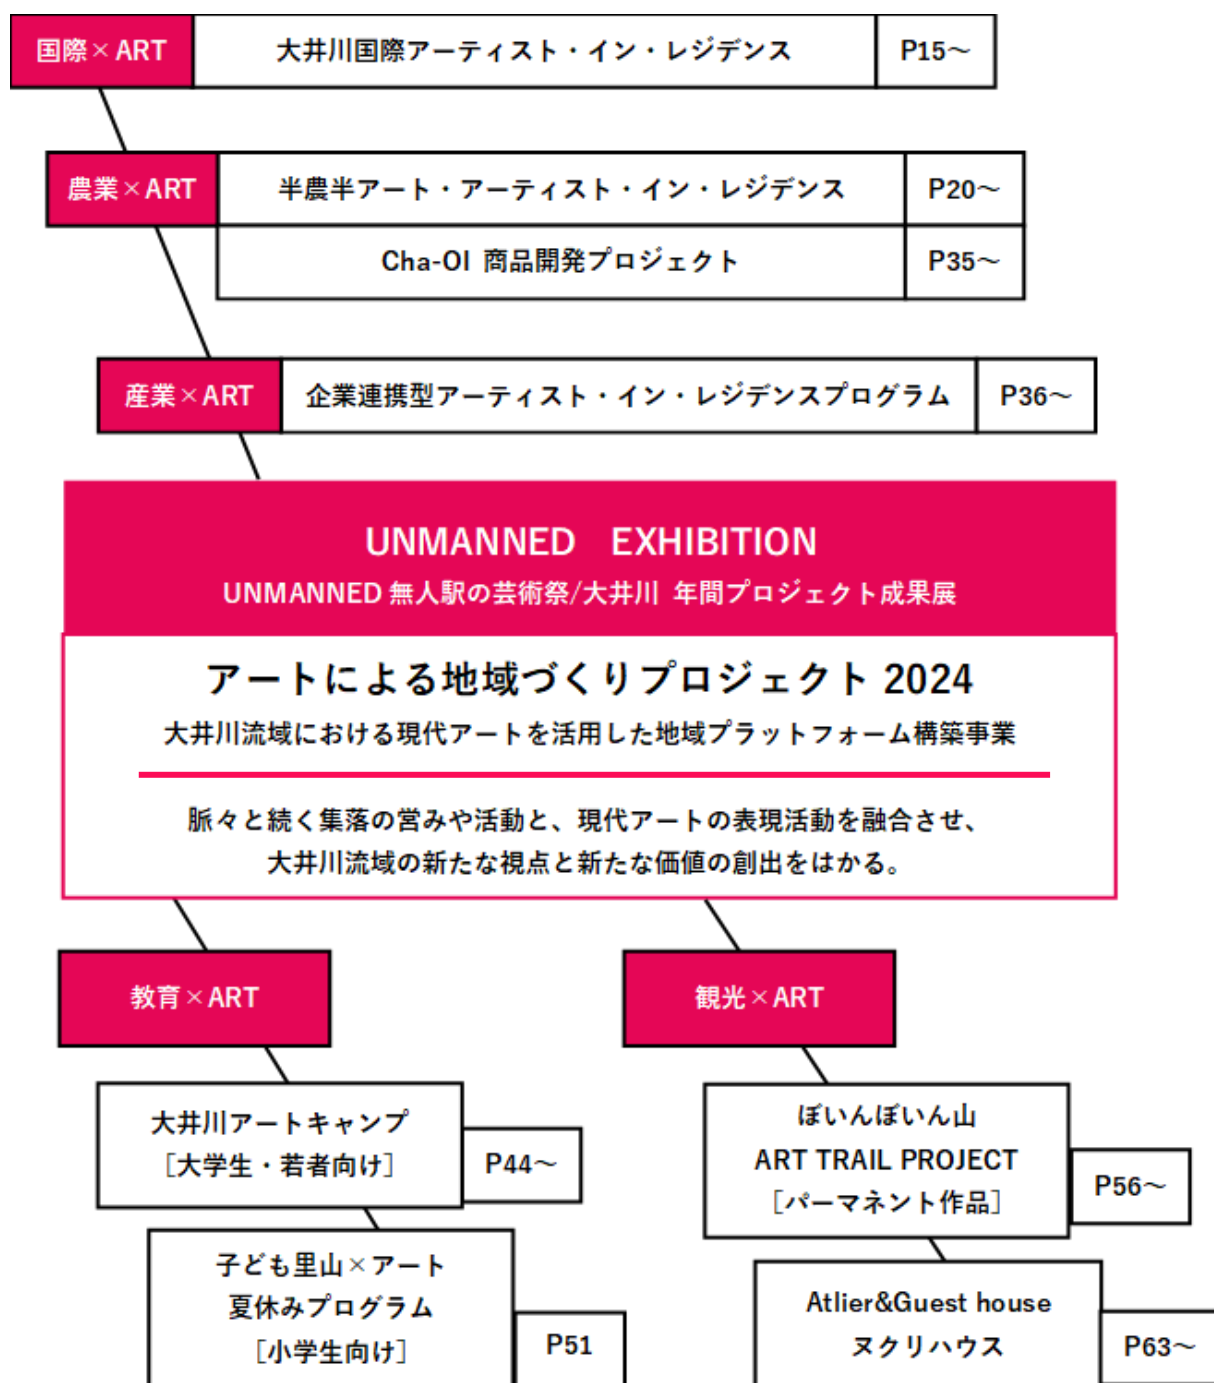 国際×ART 大井川国際アーティスト・イン・レジデンス P15～
農業×ART 半農半アート・アーティスト・イン・レジデンス P20～
Cha-OI 商品開発プロジェクト P35～
産業×ART 企業連携型アーティスト・イン・レジデンスプログラム P36～
UNMANNED EXHIBITION
UNMANNED 無人駅の芸術祭/大井川 年間プロジェクト成果展
アートによる地域づくりプロジェクト 2024
大井川流域における現代アートを活用した地域プラットフォーム構築事業
脈々と続く集落の営みや活動と、現代アートの表現活動を融合させ、
大井川流域の新たな視点と新たな価値の創出をはかる。
教育×ART
大井川アートキャンプ
［大学生・若者向け］
P44～
子ども里山×アート
夏休みプログラム
［小学生向け］
P51
観光×ART
ぽいんぽいん山
ART TRAIL PROJECT
［パーマネント作品］
P56～
Atlier&Guest house
ヌクリハウス
P63～